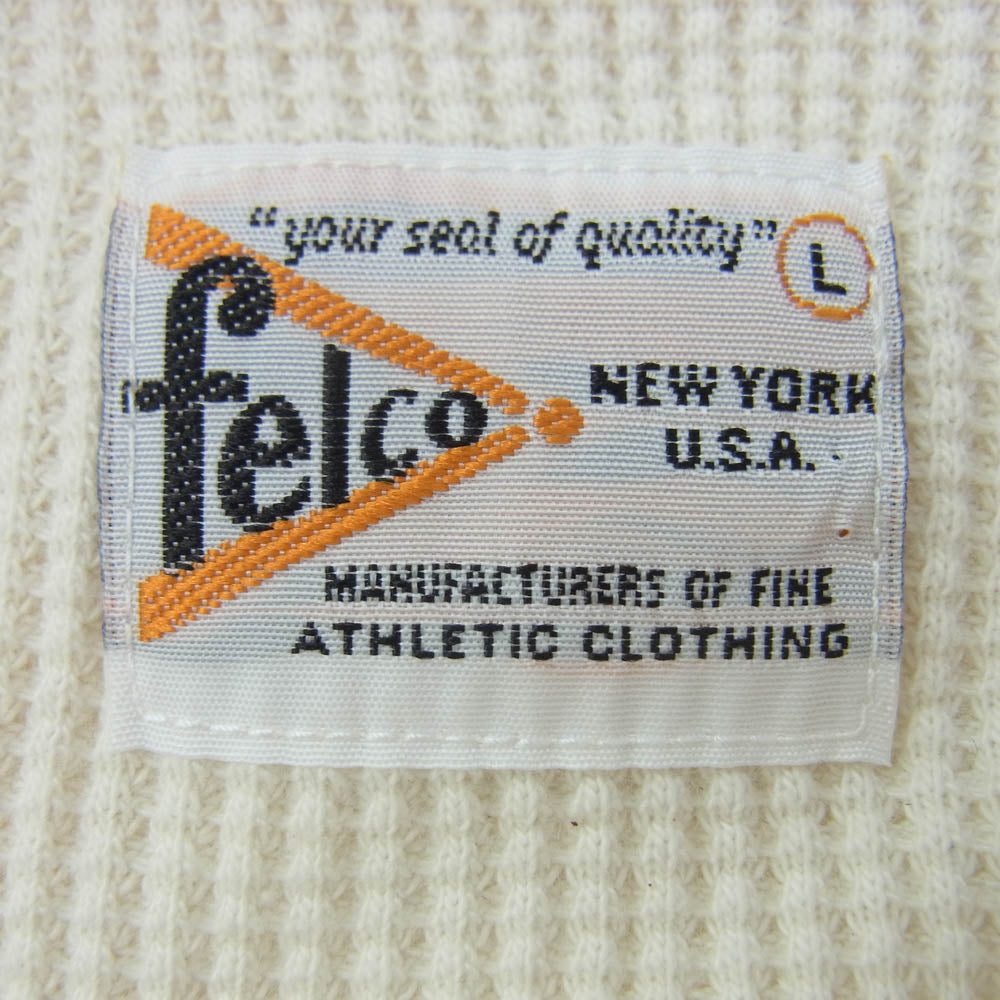 "your seal of quality" L
felco
NEW YORK
U.S.A.
MANUFACTURERS OF FINE
ATHLETIC CLOTHING